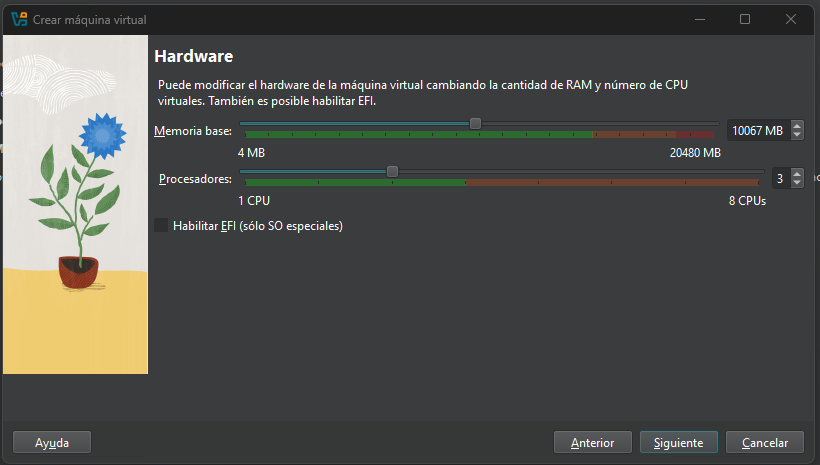 Crear máquina virtual
Hardware
Puede modificar el hardware de la máquina virtual cambiando la cantidad de RAM y número de CPU
virtuales. También es posible habilitar EFI.
Memoria base:
10067 MB
4 MB
20480 MB
Procesadores:
3
1 CPU
8 CPUs
Habilitar EFI (sólo SO especiales)
Ayuda
Anterior
Siguiente
Cancelar